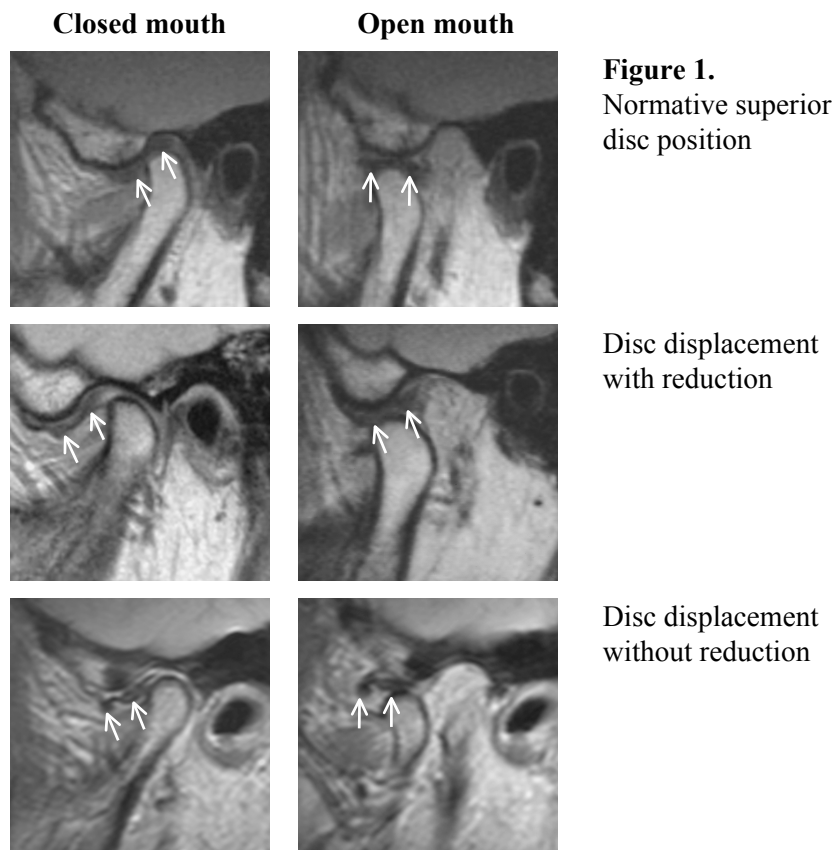 Closed mouth
Open mouth
Figure 1.
Normative superior
disc position
Disc displacement
with reduction
Disc displacement
without reduction